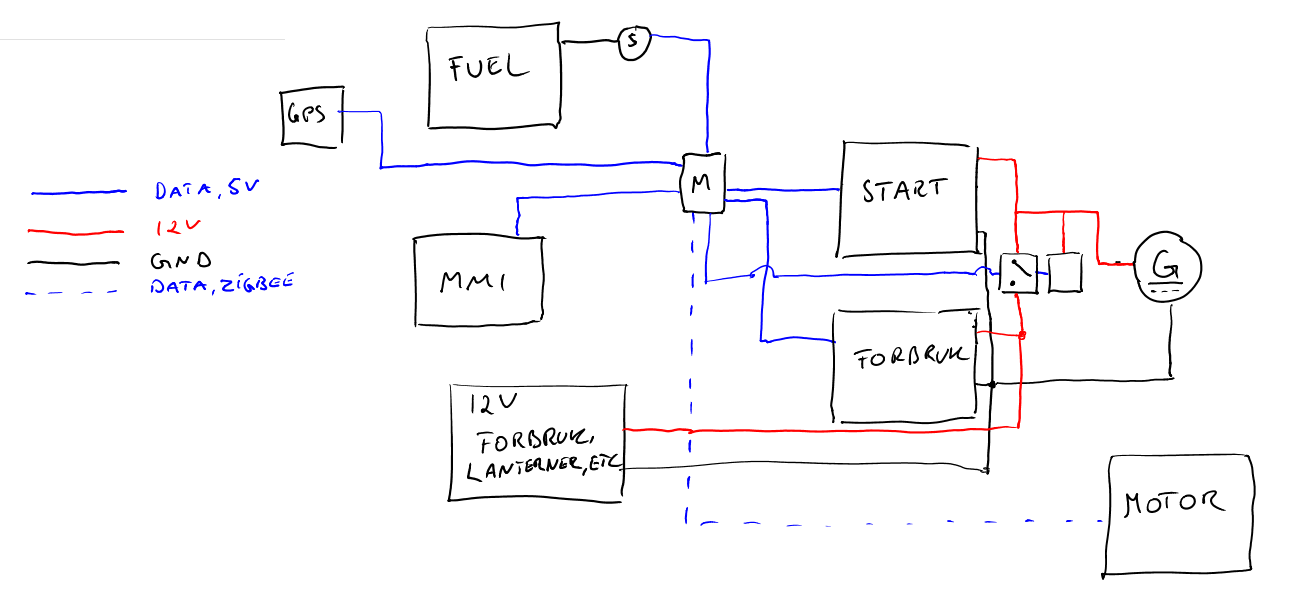 FUEL
S
GPS
DATA, 5V
12V
GND
DATA, ZIGBEE
M
MMI
START
G
FORBRUK
12V
FORBRUK,
LANTERNER, ETC
MOTOR